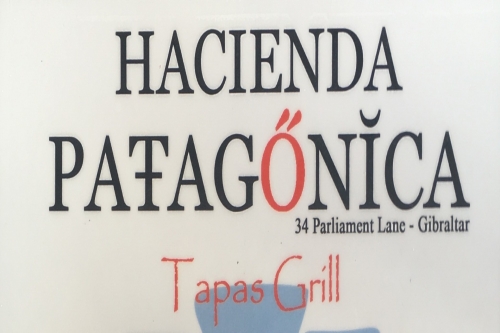 HACIENDA
PAŦAGŐNĬCA
34 Parliament Lane - Gibraltar
Tapas Grill